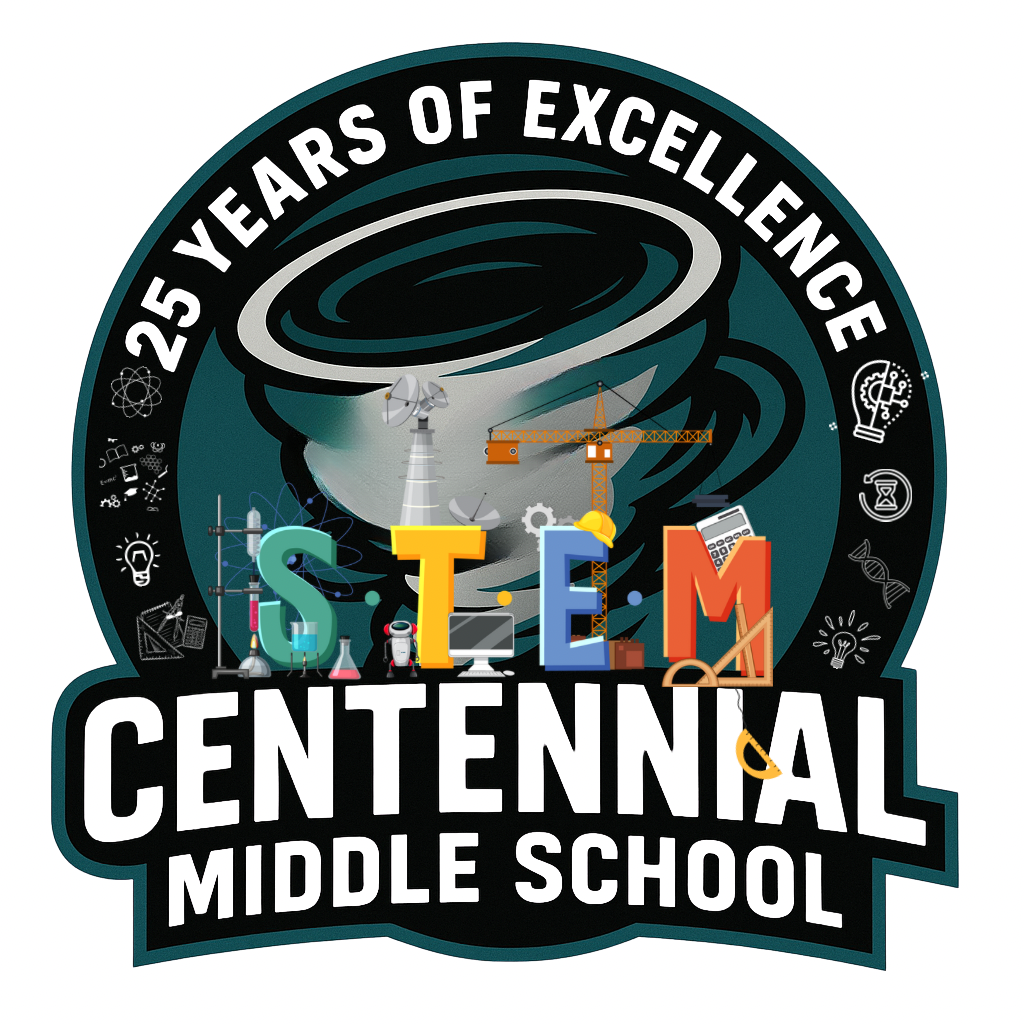 25 YEARS OF EXCELLENCE
S·T·E·M
CENTENNIAL
MIDDLE SCHOOL